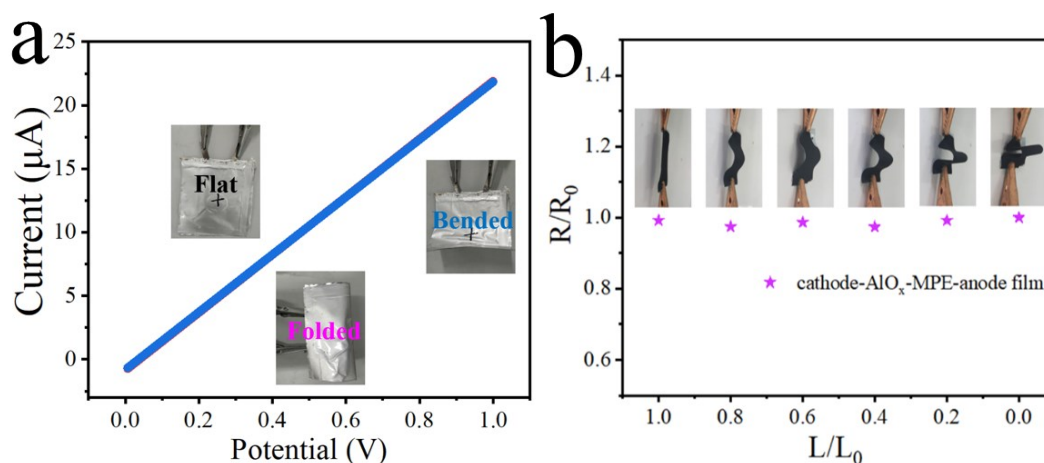 a
25
20
15
10
5
0
Current (μA)
0.0 0.2 0.4 0.6 0.8 1.0
Potential (V)
Flat
Bended
Folded
b
1.4
1.2
1.0
0.8
0.6
R/R₀
cathode-AlOₓ-MPE-anode film
1.0 0.8 0.6 0.4 0.2 0.0
L/L₀